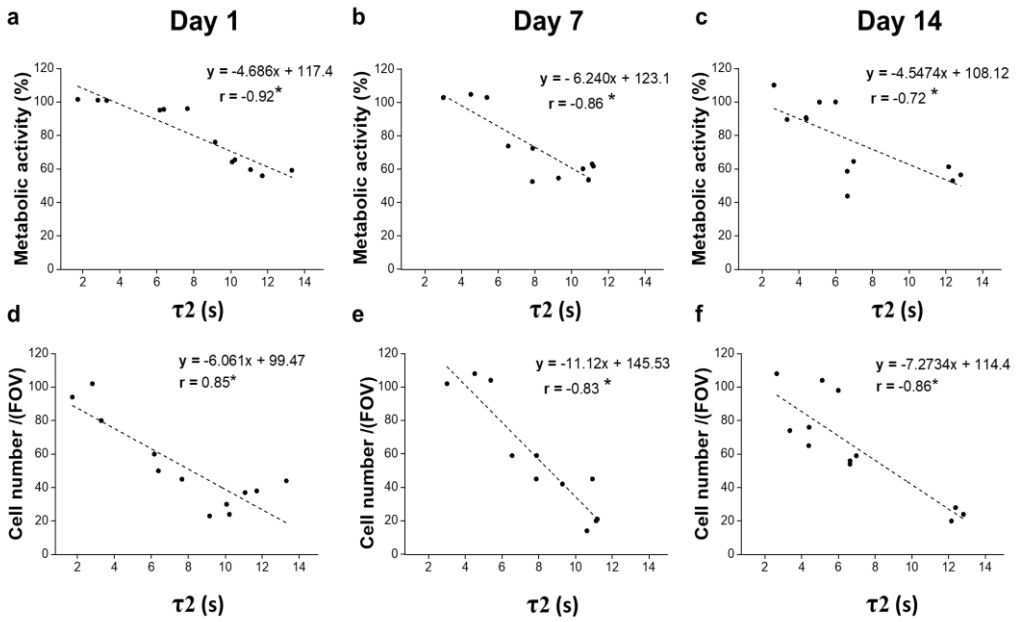 a Day 1
b Day 7
c Day 14
Metabolic activity (%)
120
100
80
60
40
20
0
y = -4.686x + 117.4
r = -0.92*
2 4 6 8 10 12 14
τ2 (s)
Metabolic activity (%)
120
100
80
60
40
20
0
y = - 6.240x + 123.1
r = -0.86 *
2 4 6 8 10 12 14
τ2 (s)
Metabolic activity (%)
120
100
80
60
40
20
0
y = -4.5474x + 108.12
r = -0.72 *
2 4 6 8 10 12 14
τ2 (s)
d
Cell number /(FOV)
120
100
80
60
40
20
0
y = -6.061x + 99.47
r = 0.85*
2 4 6 8 10 12 14
τ2 (s)
e
Cell number /(FOV)
120
100
80
60
40
20
0
y = -11.12x + 145.53
r = -0.83 *
2 4 6 8 10 12 14
τ2 (s)
f
Cell number /(FOV)
120
100
80
60
40
20
0
y = -7.2734x + 114.4
r = -0.86*
2 4 6 8 10 12 14
τ2 (s)